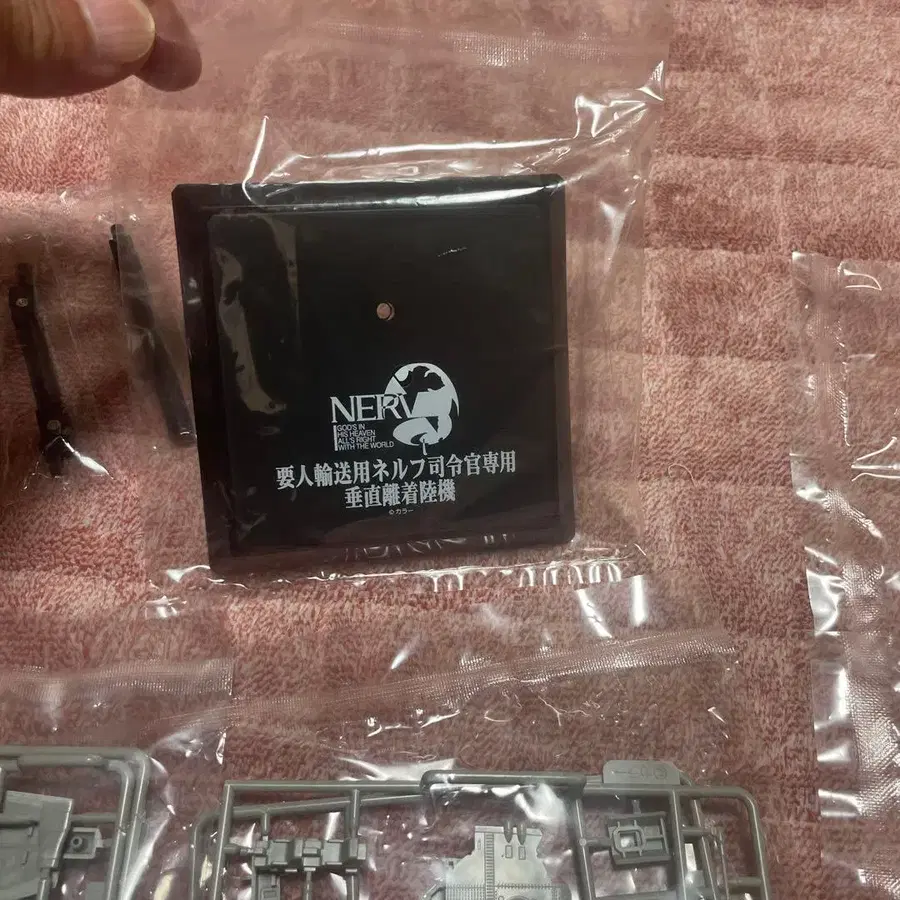 NERV
GOD'S IN
HIS HEAVEN
ALL'S RIGHT
WITH THE WORLD
要人輸送用ネルフ司令官専用
垂直離着陸機
©カラー